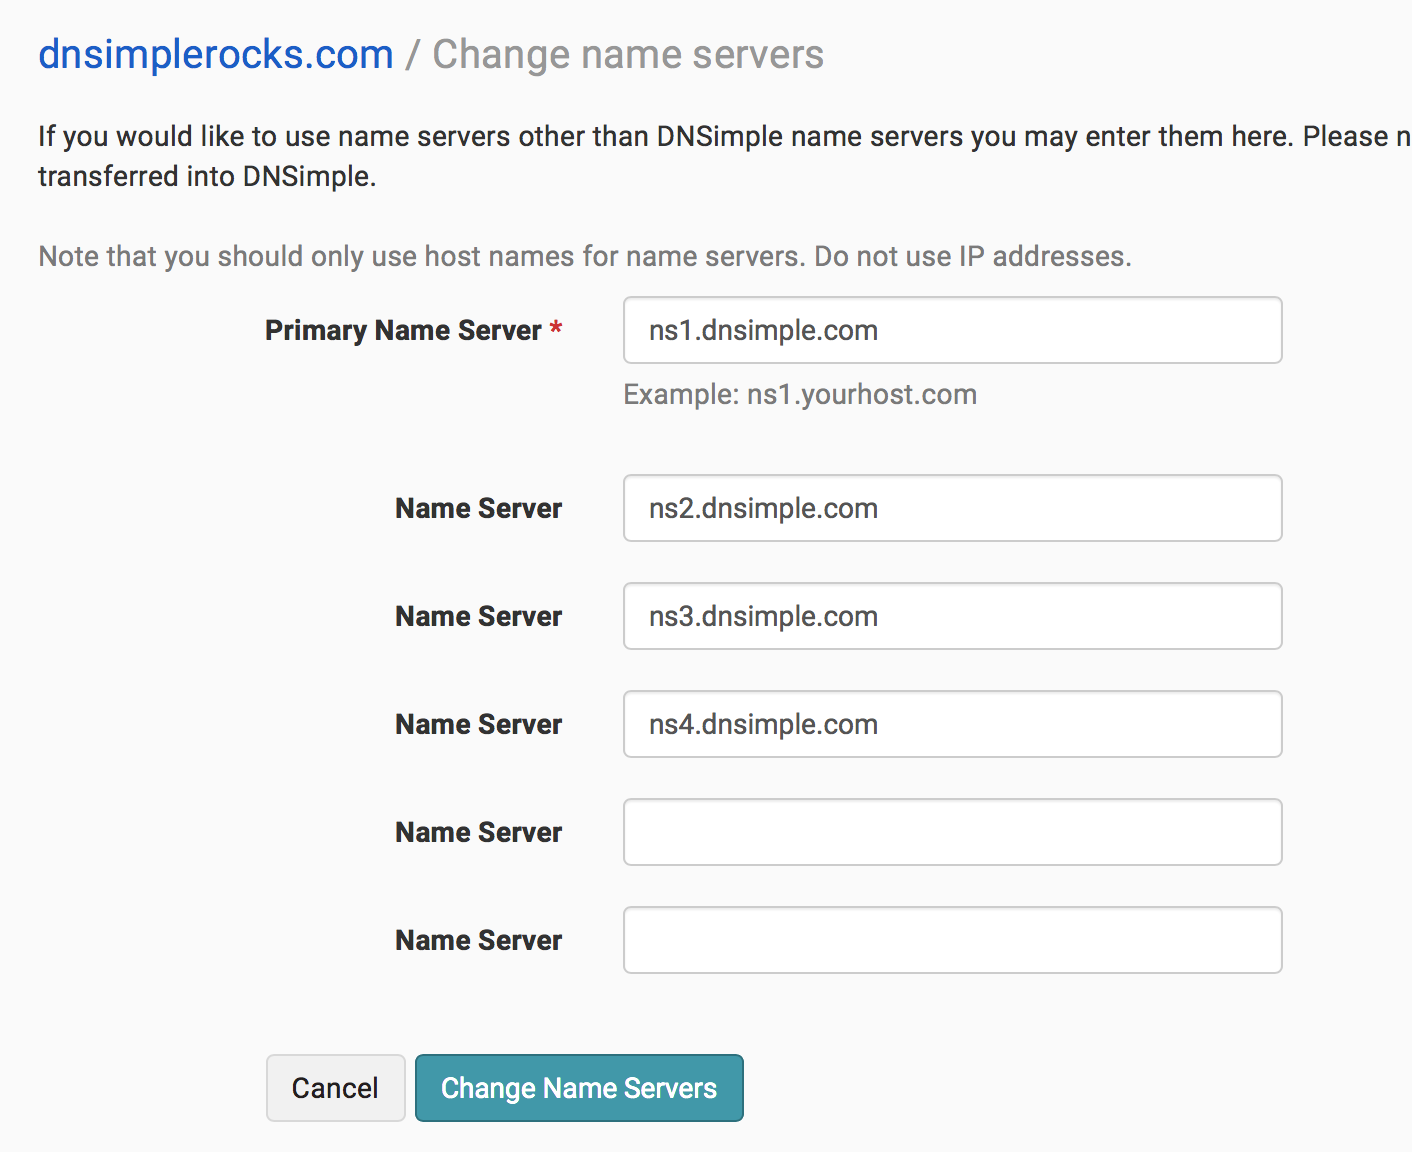 dnsimplerocks.com / Change name servers
If you would like to use name servers other than DNSimple name servers you may enter them here. Please
transferred into DNSimple.
Note that you should only use host names for name servers. Do not use IP addresses.
Primary Name Server * ns1.dnsimple.com
Example: ns1.yourhost.com
Name Server ns2.dnsimple.com
Name Server ns3.dnsimple.com
Name Server ns4.dnsimple.com
Name Server
Name Server
Cancel Change Name Servers